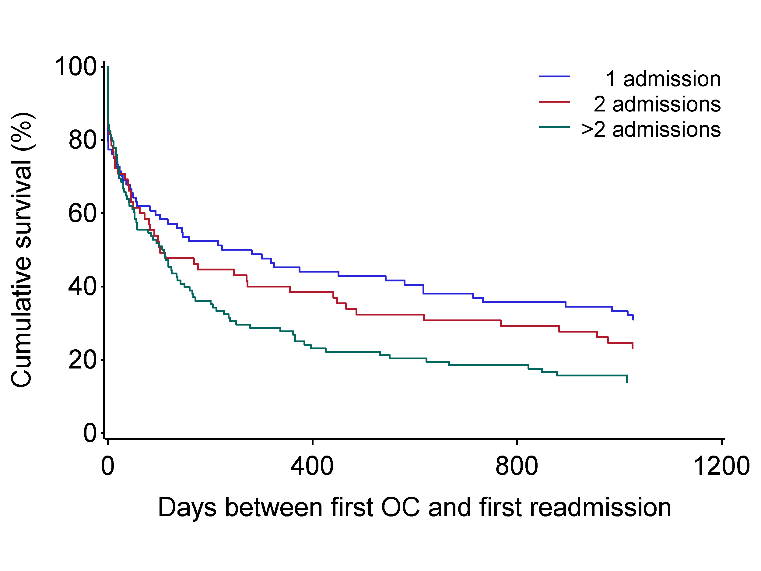 100
80
60
40
20
0
Cumulative survival (%)
1 admission
2 admissions
>2 admissions
0 400 800 1200
Days between first OC and first readmission